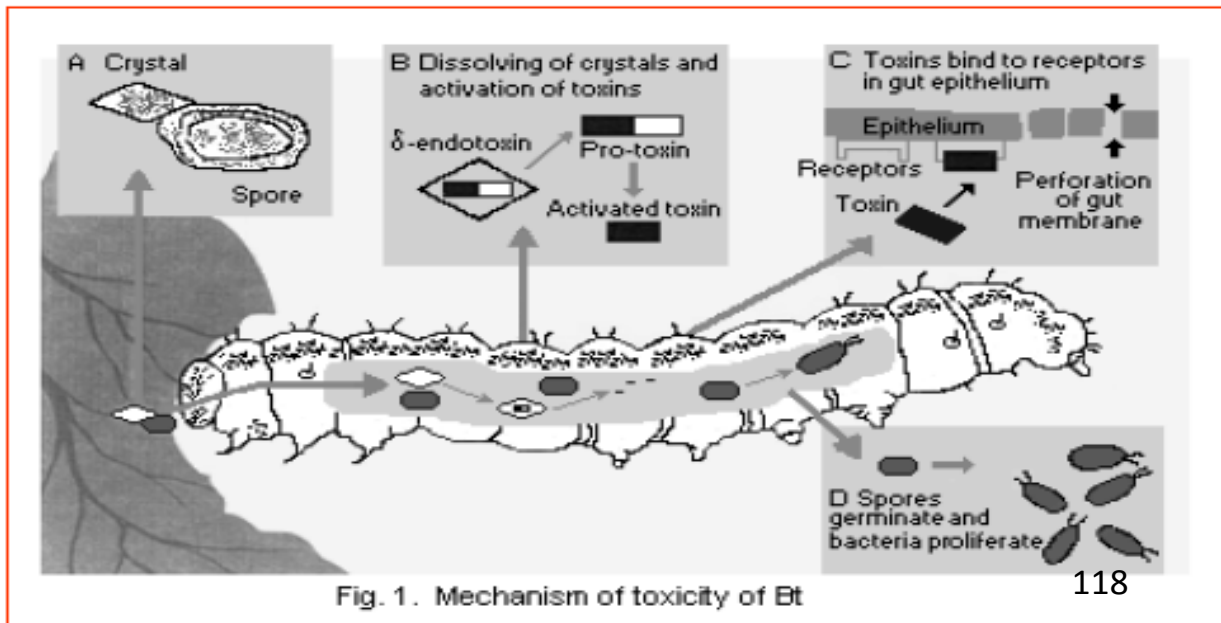 A Crystal
Spore
B Dissolving of crystals and
activation of toxins
δ-endotoxin
Pro-toxin
Activated toxin
C Toxins bind to receptors
in gut epithelium
Epithelium
Receptors
Toxin
Perforation
of gut
membrane
D Spores
germinate and
bacteria proliferate
118
Fig. 1. Mechanism of toxicity of Bt